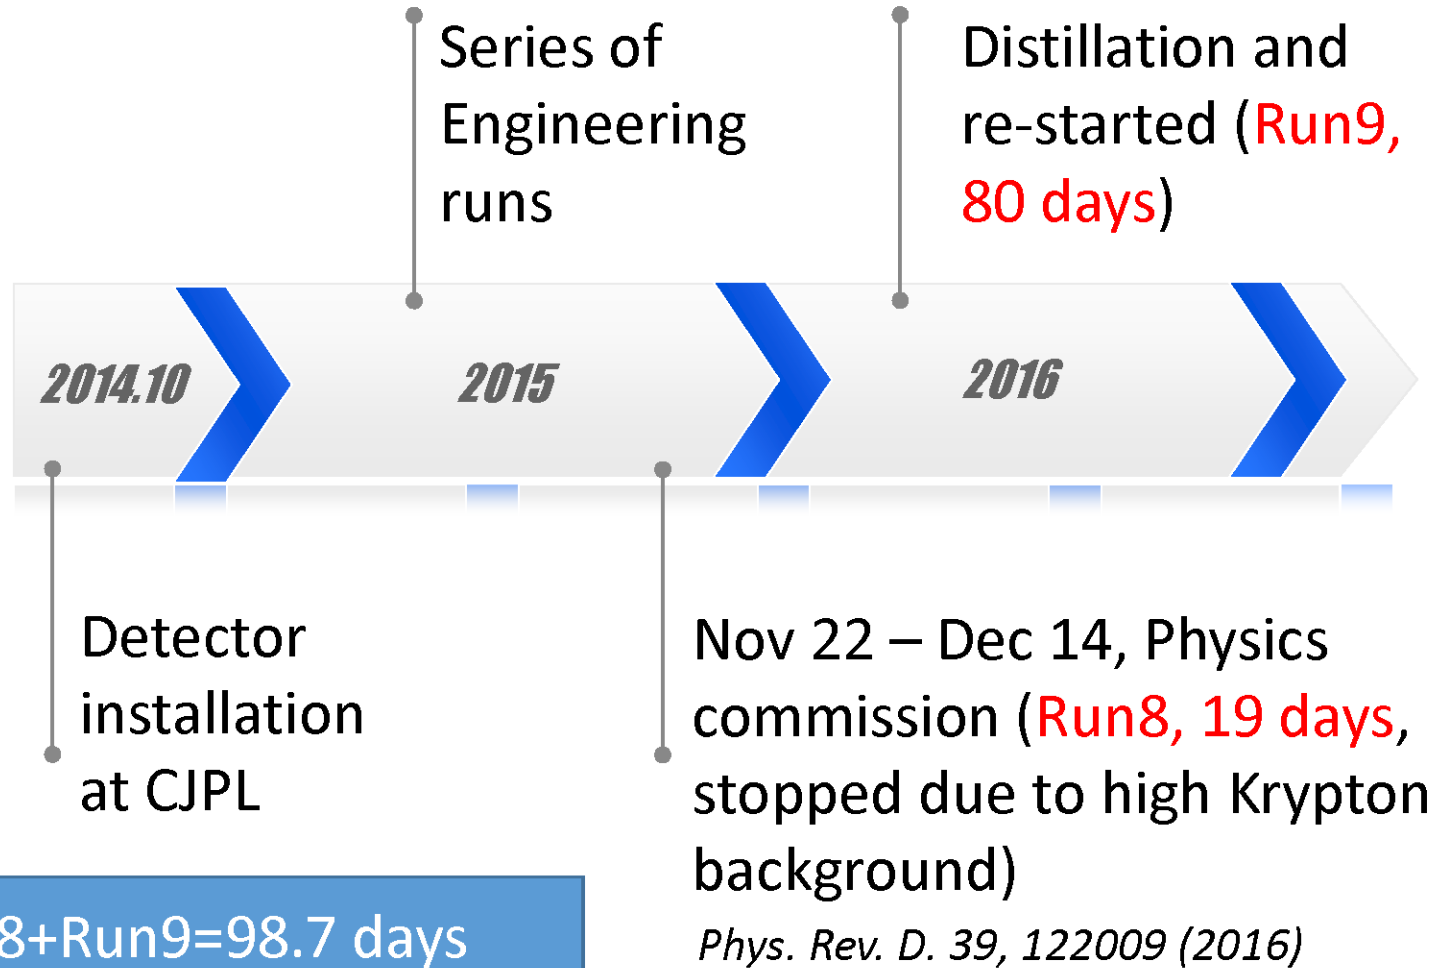 Series of
Engineering
runs
Distillation and
re-started (Run9,
80 days)
2014.10
2015
2016
Detector
installation
at CJPL
Nov 22 – Dec 14, Physics
commission (Run8, 19 days,
stopped due to high Krypton
background)
Phys. Rev. D. 39, 122009 (2016)
8+Run9=98.7 days